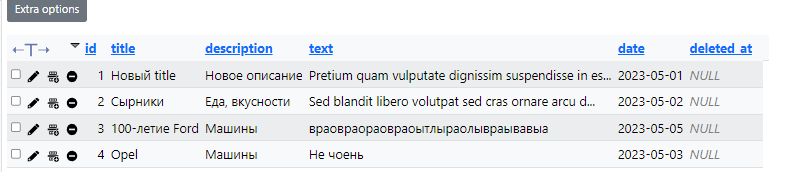 Extra options
←T→ id title description text date deleted_at
1 Новый title Новое описание Pretium quam vulputate dignissim suspendisse in es... 2023-05-01 NULL
2 Сырники Еда, вкусности Sed blandit libero volutpat sed cras ornare arcu d... 2023-05-02 NULL
3 100-летие Ford Машины враовраораовраоытлыраолывраывавыа 2023-05-05 NULL
4 Opel Машины Не чоень 2023-05-03 NULL